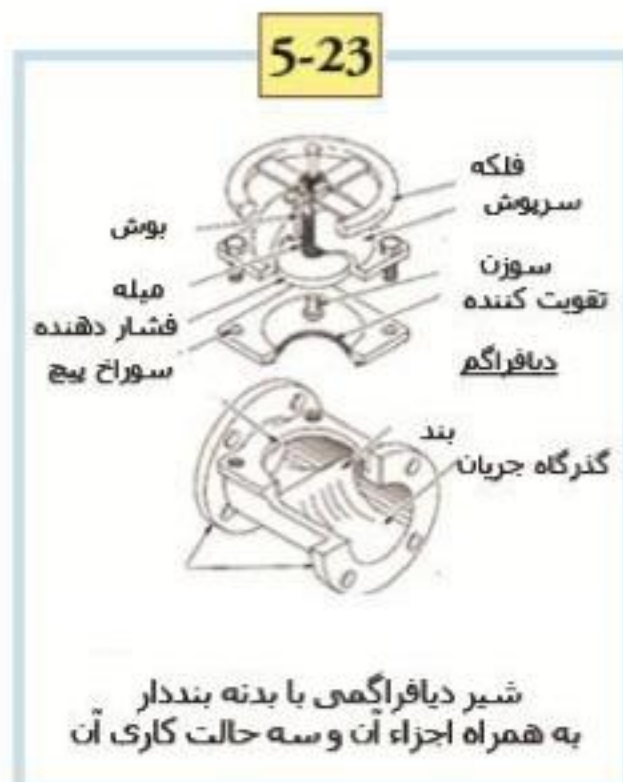 5-23
فلکه
سرپوش
بوش
سوزن
میله
تقویت کننده
فشار دهنده
سوراخ پیچ
دیافراگم
بند
گذرگاه جریان
شیر دیافراگمی با بدنه بنددار
به همراه اجزاء آن و سه حالت کاری آن